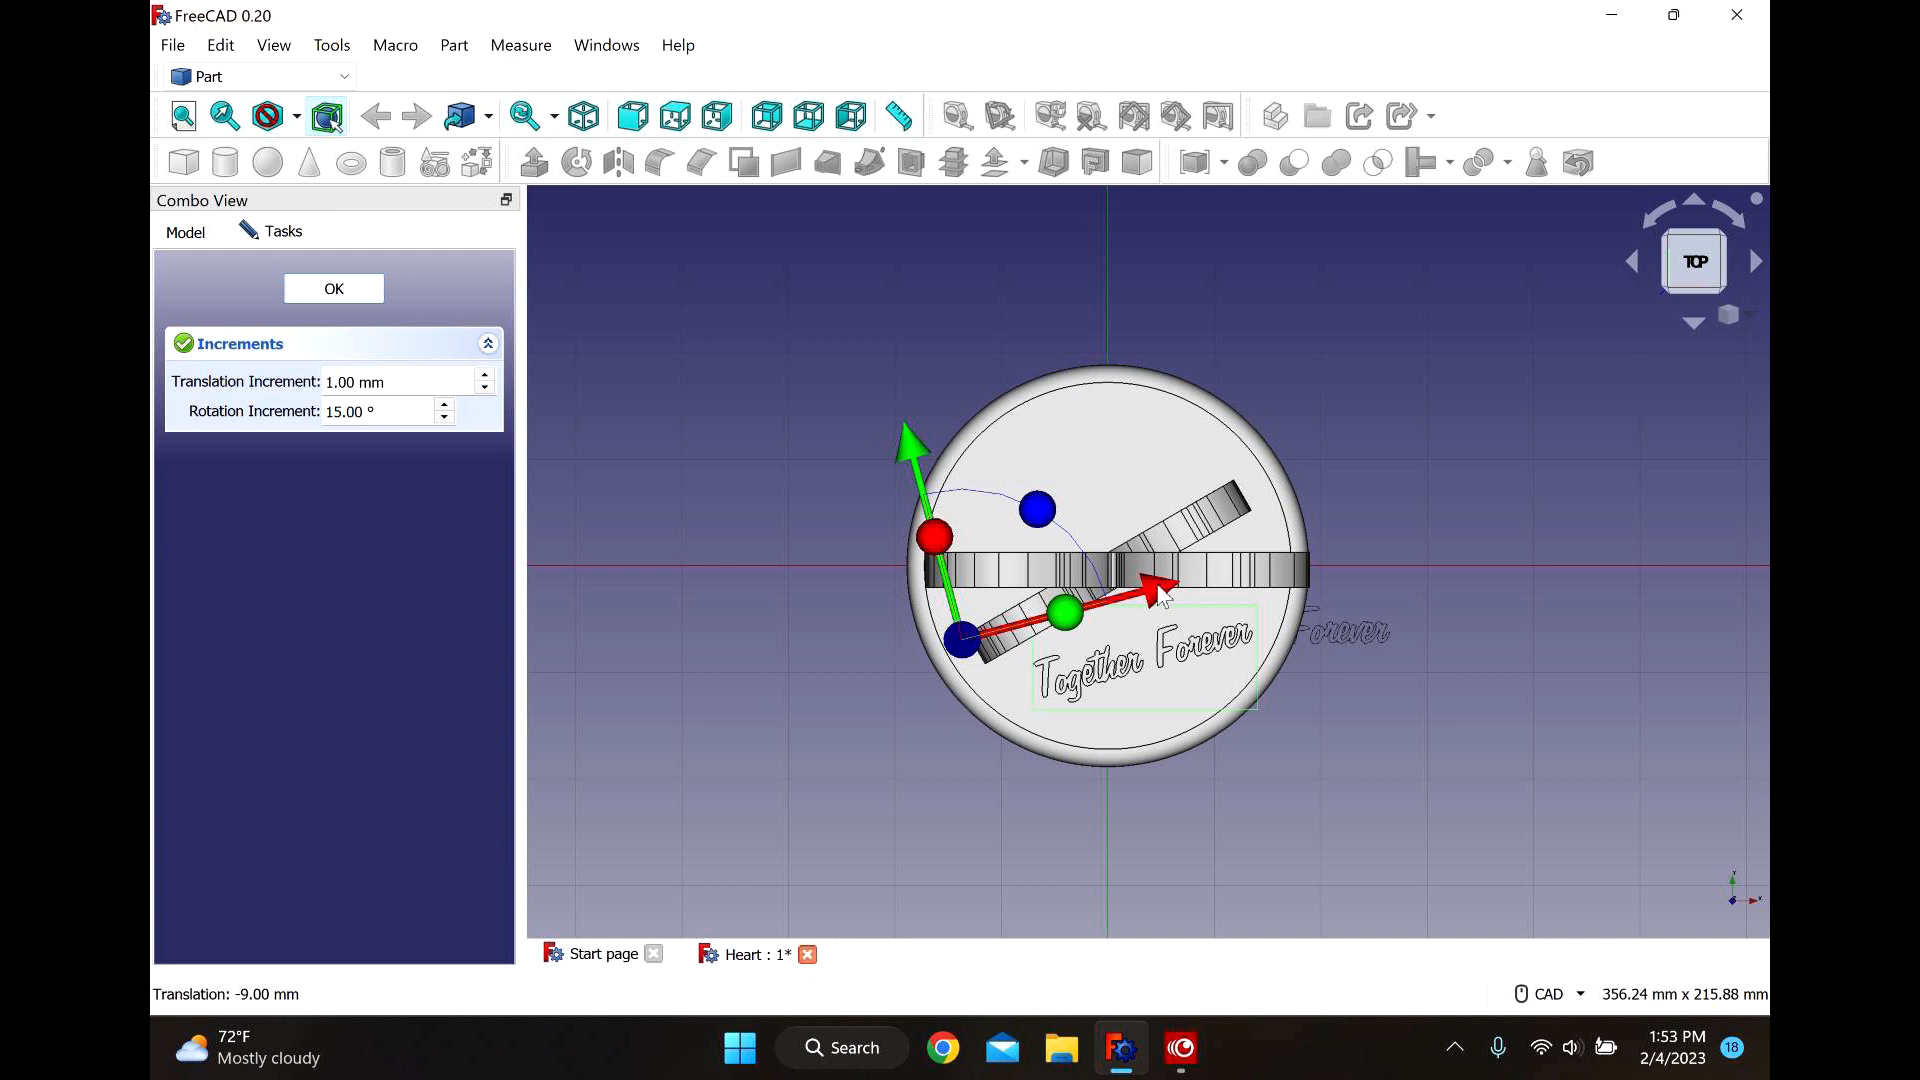 FreeCAD 0.20
File Edit View Tools Macro Part Measure Windows Help
Part
Combo View
Model Tasks
OK
Increments
Translation Increment: 1.00 mm
Rotation Increment: 15.00 °
TOP
Together Forever
Forever
Start page
Heart : 1*
Translation: -9.00 mm
CAD
356.24 mm x 215.88 mm
72°F
Mostly cloudy
Search
1:53 PM
2/4/2023
18